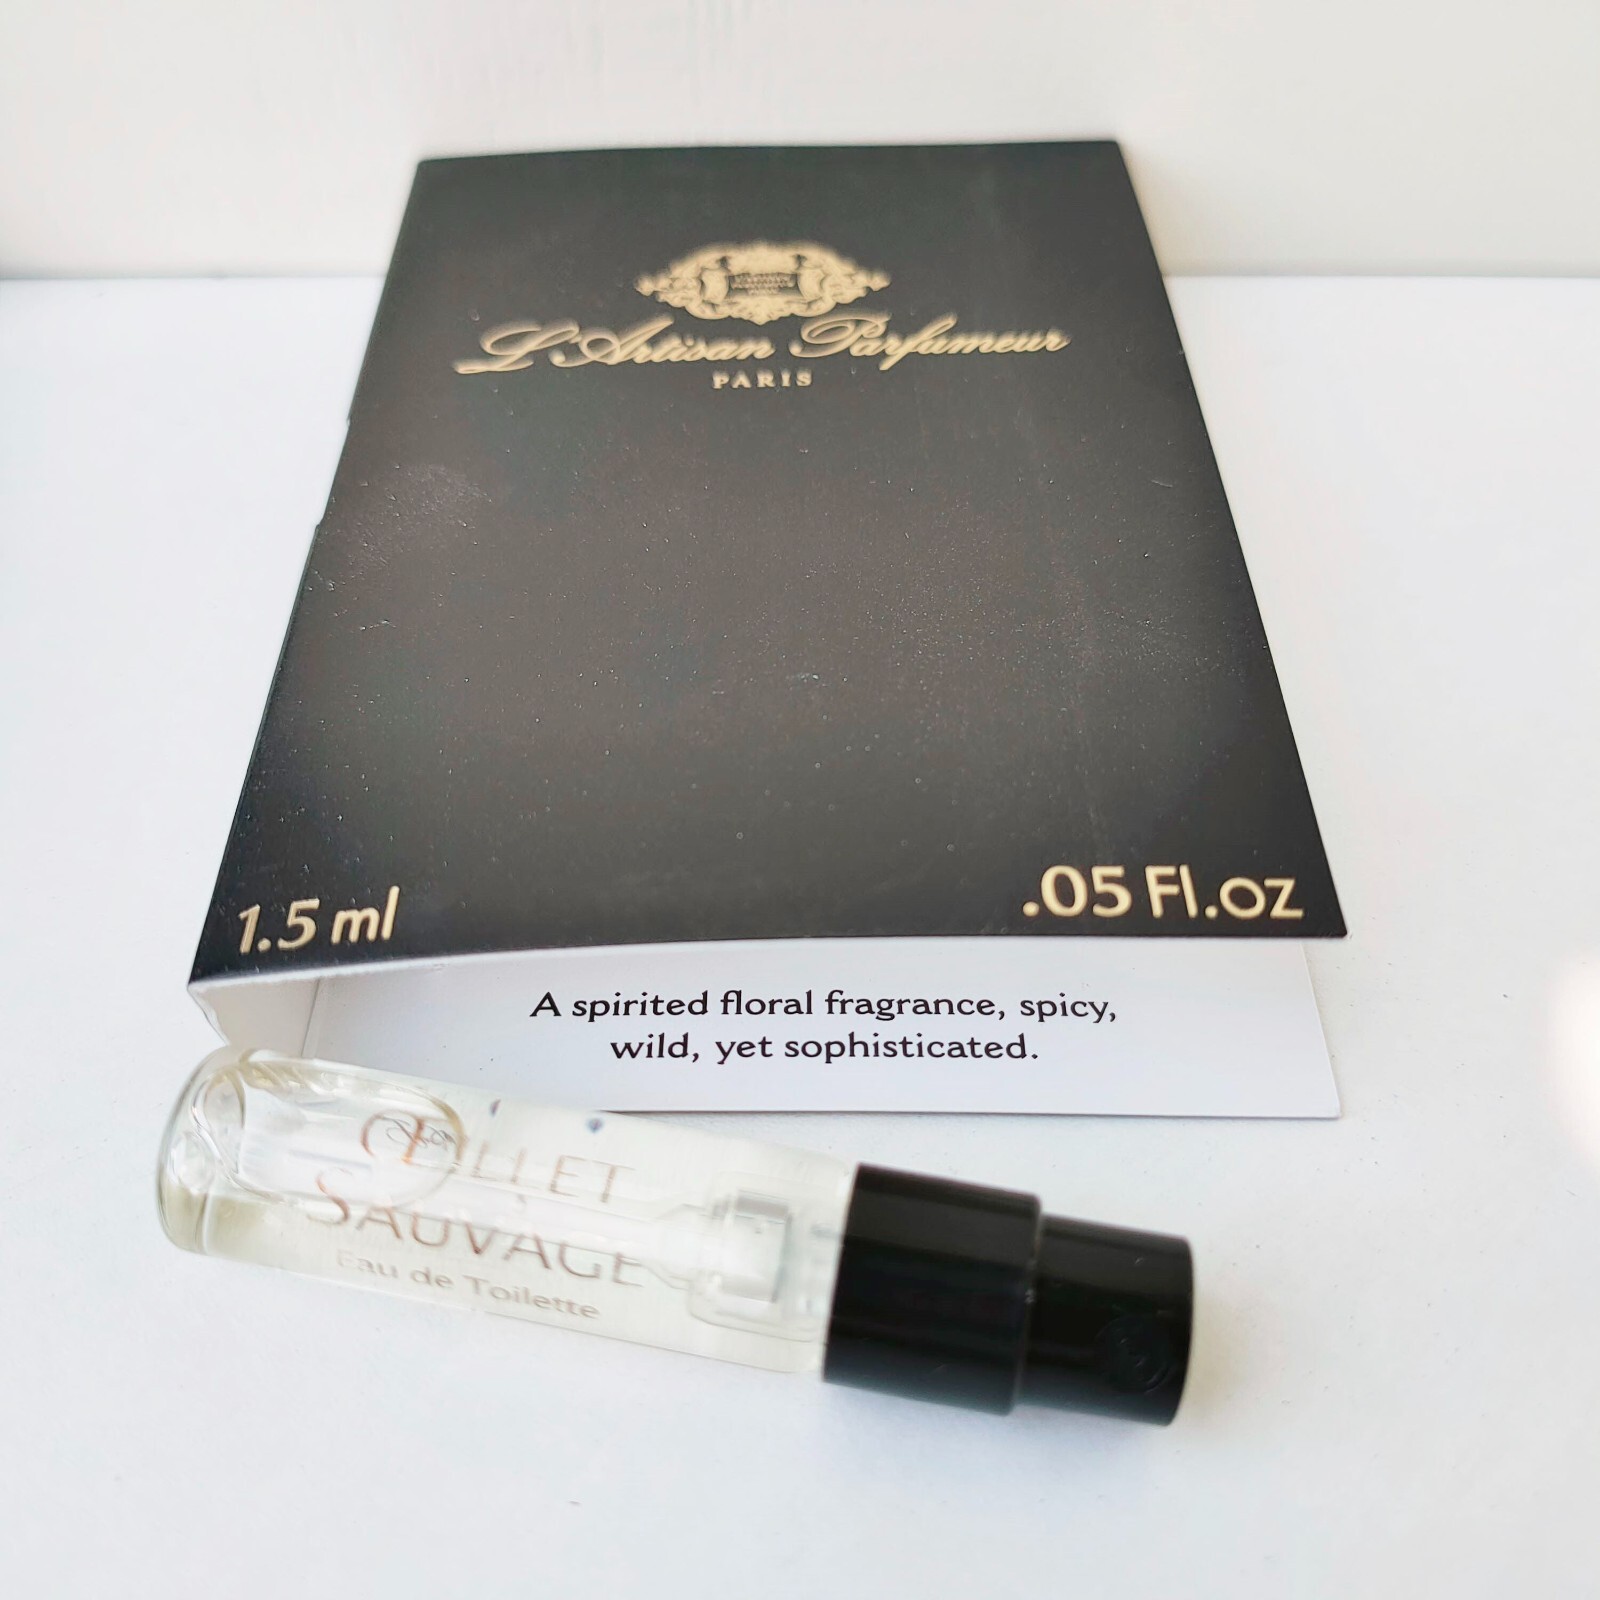 L'Artisan Parfumeur
PARIS
1.5 ml
.05 Fl.oz
A spirited floral fragrance, spicy,
wild, yet sophisticated.
ŒILLET
SAUVAGE
Eau de Toilette